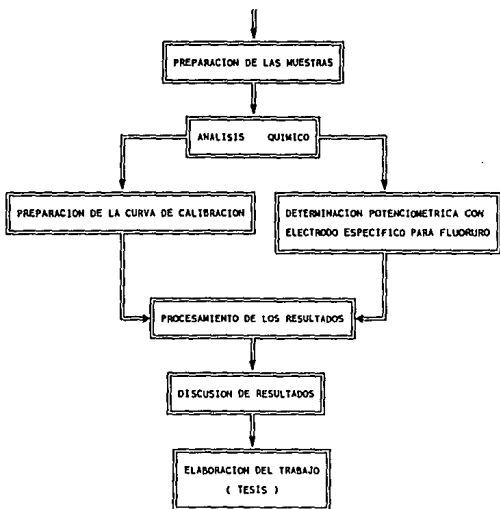 PREPARACION DE LAS MUESTRAS
ANALISIS QUIMICO
PREPARACION DE LA CURVA DE CALIBRACION
DETERMINACION POTENCIOMETRICA CON
ELECTRODO ESPECIFICO PARA FLUORURO
PROCESAMIENTO DE LOS RESULTADOS
DISCUSION DE RESULTADOS
ELABORACION DEL TRABAJO
( TESIS )